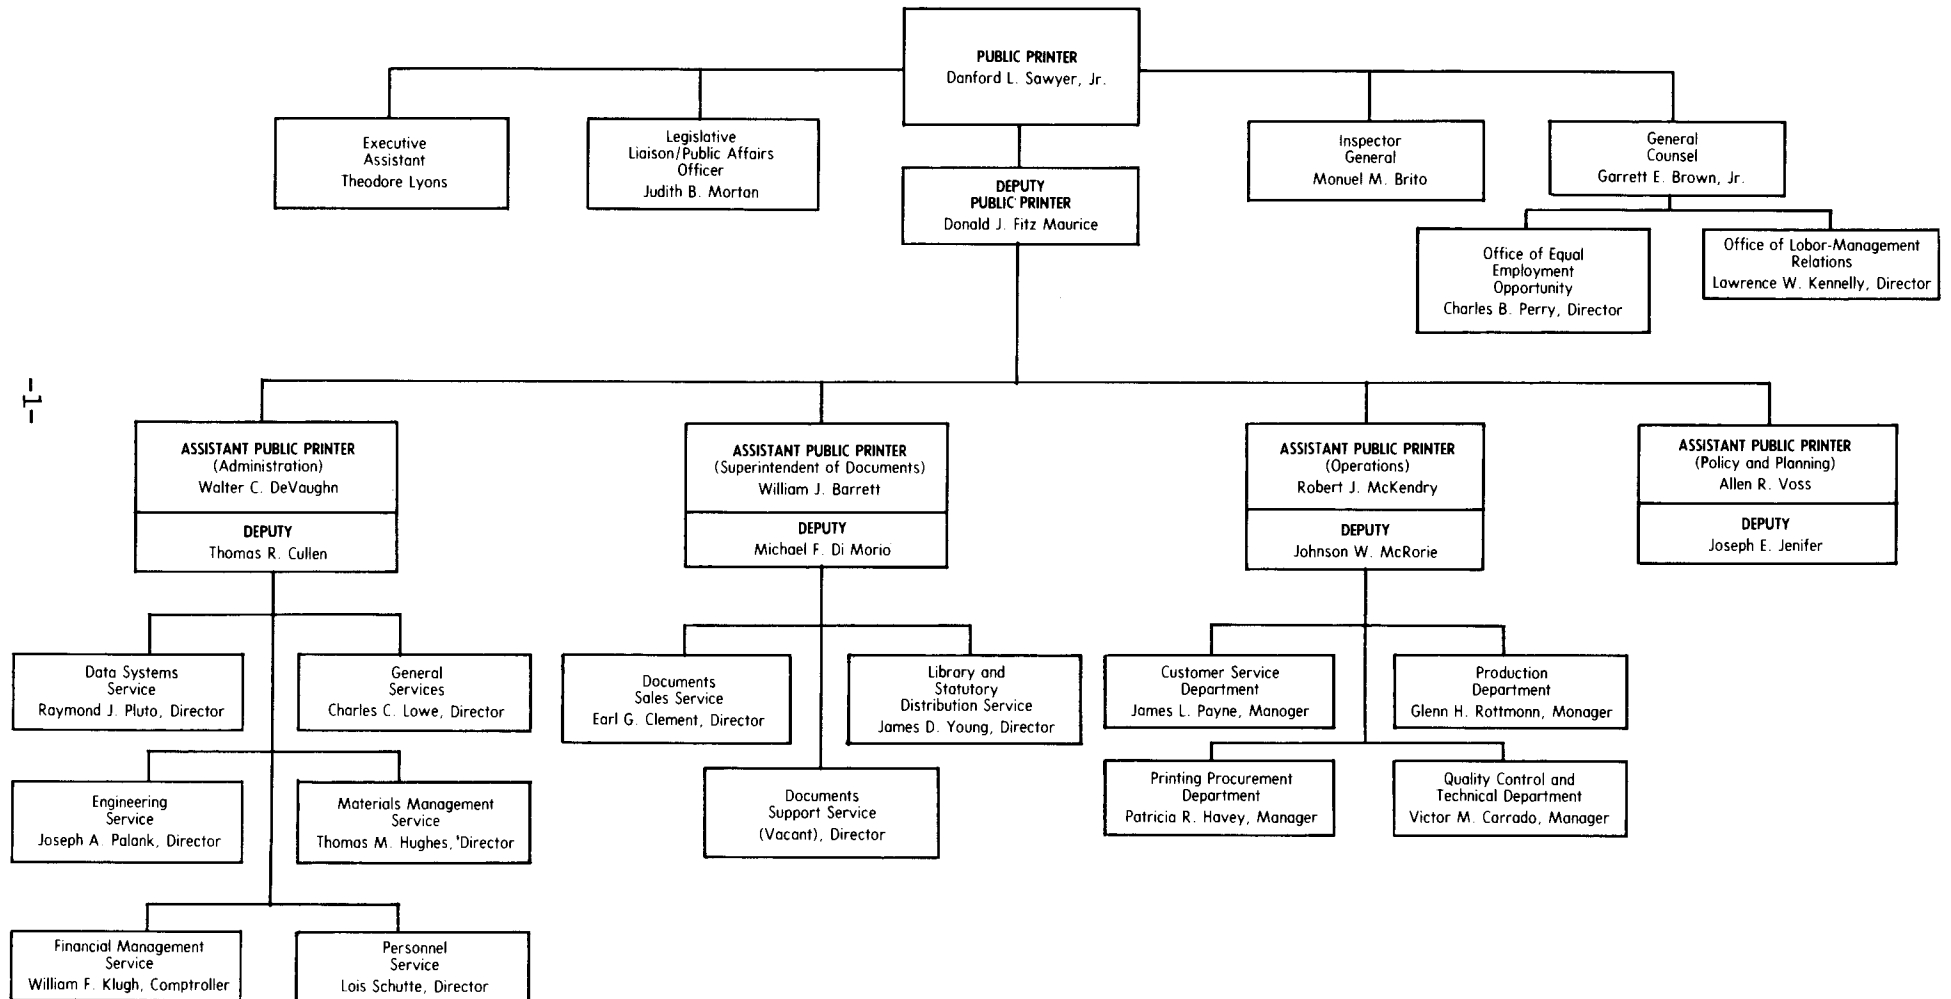 PUBLIC PRINTER
Danford L. Sawyer, Jr.
Executive
Assistant
Theodore Lyons
Legislative
Liaison/Public Affairs
Officer
Judith B. Mortan
DEPUTY
PUBLIC PRINTER
Donald J. Fitz Maurice
Inspector
General
Monuel M. Brito
General
Counsel
Garrett E. Brown, Jr.
Office of Equal
Employment
Opportunity
Charles B. Perry, Director
Office of Lobor-Management
Relations
Lawrence W. Kennelly, Director
-1-
ASSISTANT PUBLIC PRINTER
(Administration)
Walter C. DeVaughn
DEPUTY
Thomas R. Cullen
ASSISTANT PUBLIC PRINTER
(Superintendent of Documents)
William J. Barrett
DEPUTY
Michael F. Di Morio
ASSISTANT PUBLIC PRINTER
(Operations)
Robert J. McKendry
DEPUTY
Johnson W. McRorie
ASSISTANT PUBLIC PRINTER
(Policy and Planning)
Allen R. Voss
DEPUTY
Joseph E. Jenifer
Data Systems
Service
Raymond J. Pluto, Director
General
Services
Charles C. Lowe, Director
Engineering
Service
Joseph A. Palank, Director
Materials Management
Service
Thomas M. Hughes, Director
Financial Management
Service
William F. Klugh, Comptroller
Personnel
Service
Lois Schutte, Director
Documents
Sales Service
Earl G. Clement, Director
Library and
Statutory
Distribution Service
James D. Young, Director
Documents
Support Service
(Vacant), Director
Customer Service
Department
James L. Payne, Manager
Production
Department
Glenn H. Rottmonn, Monager
Printing Procurement
Department
Patricia R. Havey, Manager
Quality Control and
Technical Department
Victor M. Carrado, Manager